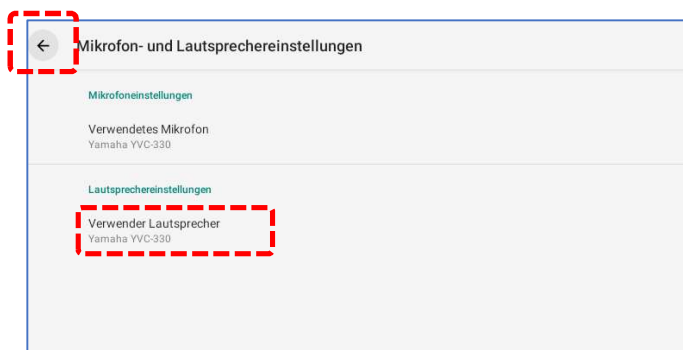 Mikrofon- und Lautsprechereinstellungen
Mikrofoneinstellungen
Verwendetes Mikrofon
Yamaha YVC-330
Lautsprechereinstellungen
Verwender Lautsprecher
Yamaha YVC-330